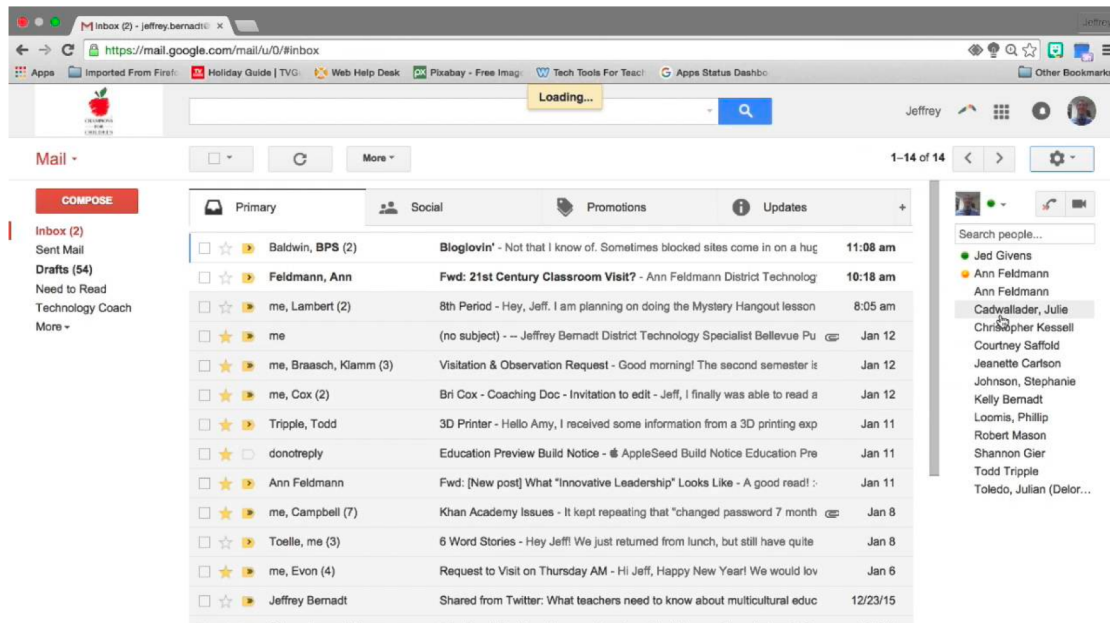 Inbox (2) - jeffrey.bernadt@ ×
Jeffrey
https://mail.google.com/mail/u/0/#inbox
Apps Imported From Firefo Holiday Guide | TVG Web Help Desk Pixabay - Free Image Tech Tools For Teach Apps Status Dashbo Other Bookmarks
Loading...
CHAMPIONS
FOR
CHILDREN
Jeffrey
Mail
More
1–14 of 14
COMPOSE
Inbox (2)
Sent Mail
Drafts (54)
Need to Read
Technology Coach
More
Primary Social Promotions Updates +
Baldwin, BPS (2) Bloglovin' - Not that I know of. Sometimes blocked sites come in on a hug 11:08 am
Feldmann, Ann Fwd: 21st Century Classroom Visit? - Ann Feldmann District Technolog 10:18 am
me, Lambert (2) 8th Period - Hey, Jeff. I am planning on doing the Mystery Hangout lesson 8:05 am
me (no subject) - -- Jeffrey Bernadt District Technology Specialist Bellevue Pu Jan 12
me, Braasch, Klamm (3) Visitation & Observation Request - Good morning! The second semester is Jan 12
me, Cox (2) Bri Cox - Coaching Doc - Invitation to edit - Jeff, I finally was able to read a Jan 12
Tripple, Todd 3D Printer - Hello Amy, I received some information from a 3D printing exp Jan 11
donotreply Education Preview Build Notice - AppleSeed Build Notice Education Pre Jan 11
Ann Feldmann Fwd: [New post] What "Innovative Leadership" Looks Like - A good read! :- Jan 11
me, Campbell (7) Khan Academy Issues - It kept repeating that "changed password 7 month Jan 8
Toelle, me (3) 6 Word Stories - Hey Jeff! We just returned from lunch, but still have quite Jan 8
me, Evon (4) Request to Visit on Thursday AM - Hi Jeff, Happy New Year! We would lov Jan 6
Jeffrey Bernadt Shared from Twitter: What teachers need to know about multicultural educ 12/23/15
Search people...
Jed Givens
Ann Feldmann
Ann Feldmann
Cadwallader, Julie
Christopher Kessell
Courtney Saffold
Jeanette Carlson
Johnson, Stephanie
Kelly Bernadt
Loomis, Phillip
Robert Mason
Shannon Gier
Todd Tripple
Toledo, Julian (Delor...